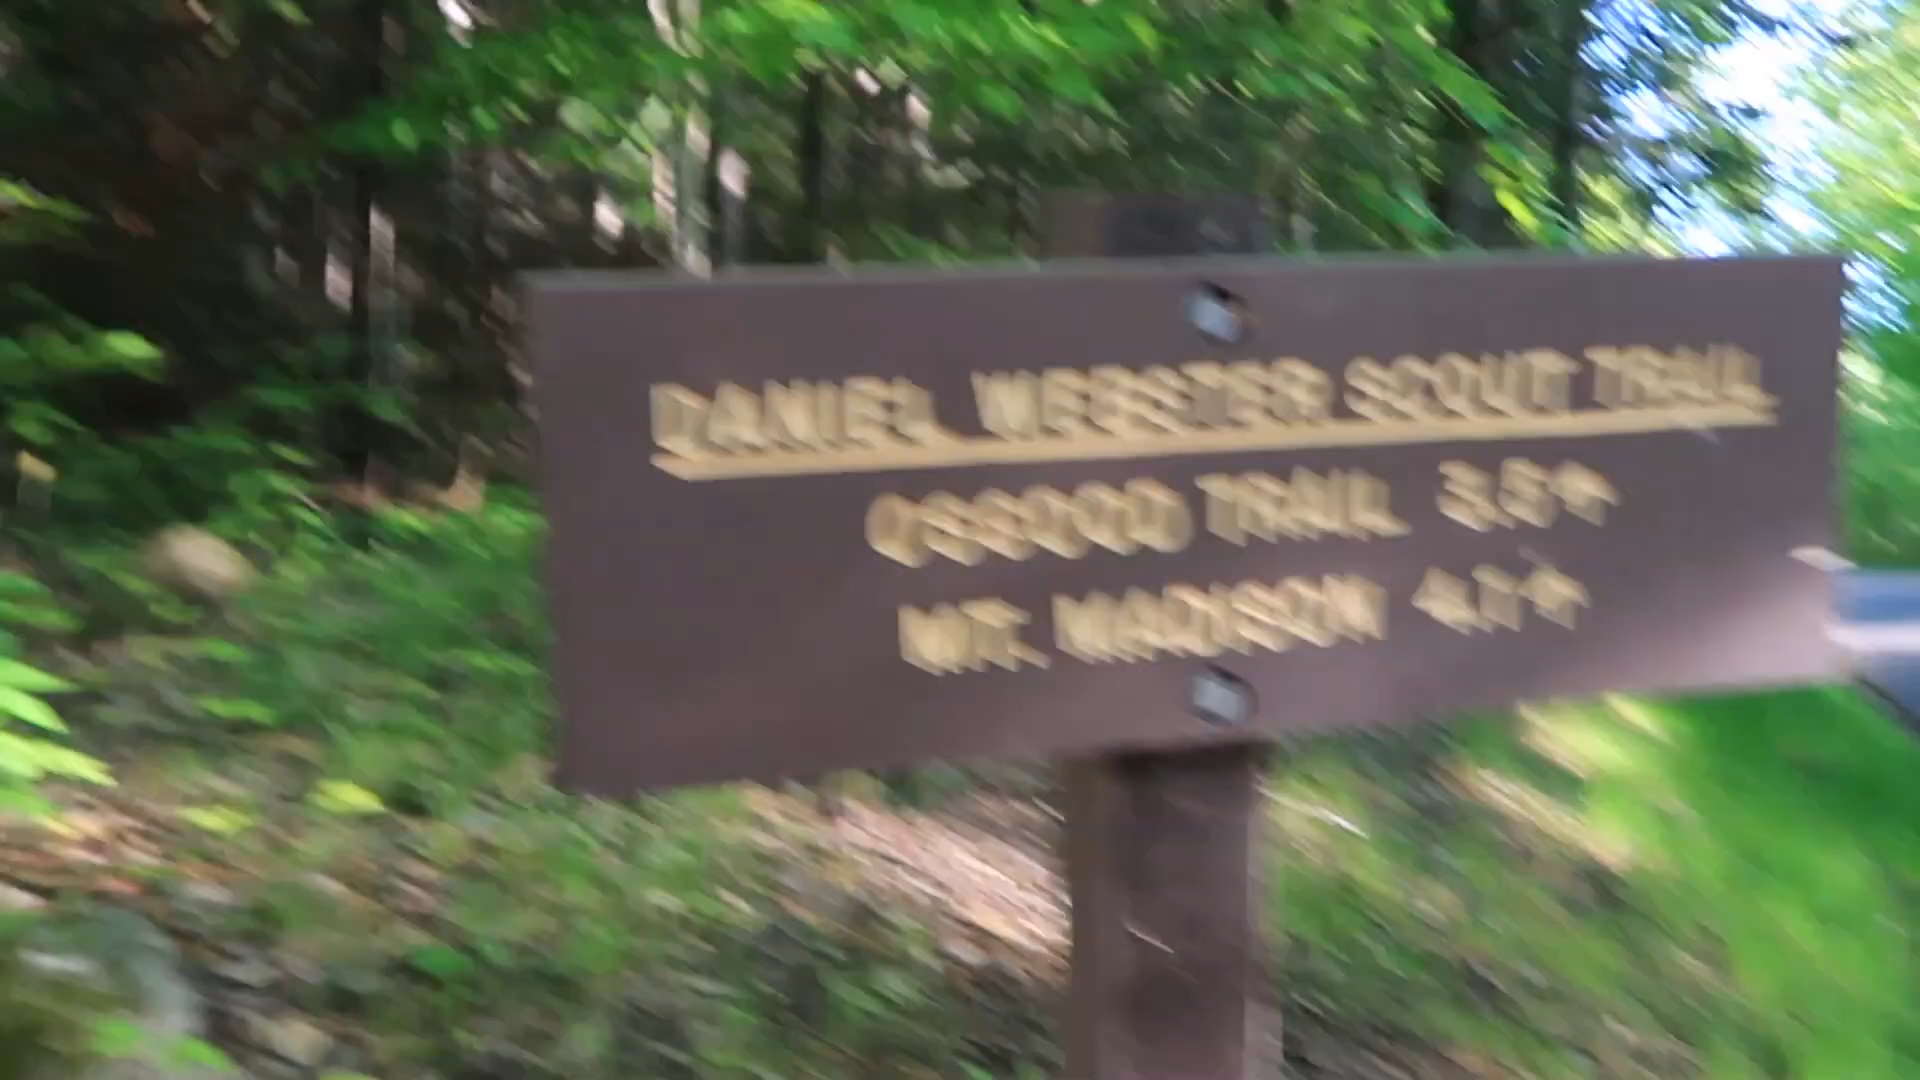 DANIEL WEBSTER SCOUT TRAIL
OSGOOD TRAIL 3.5↑
MT. MADISON 4.1↑